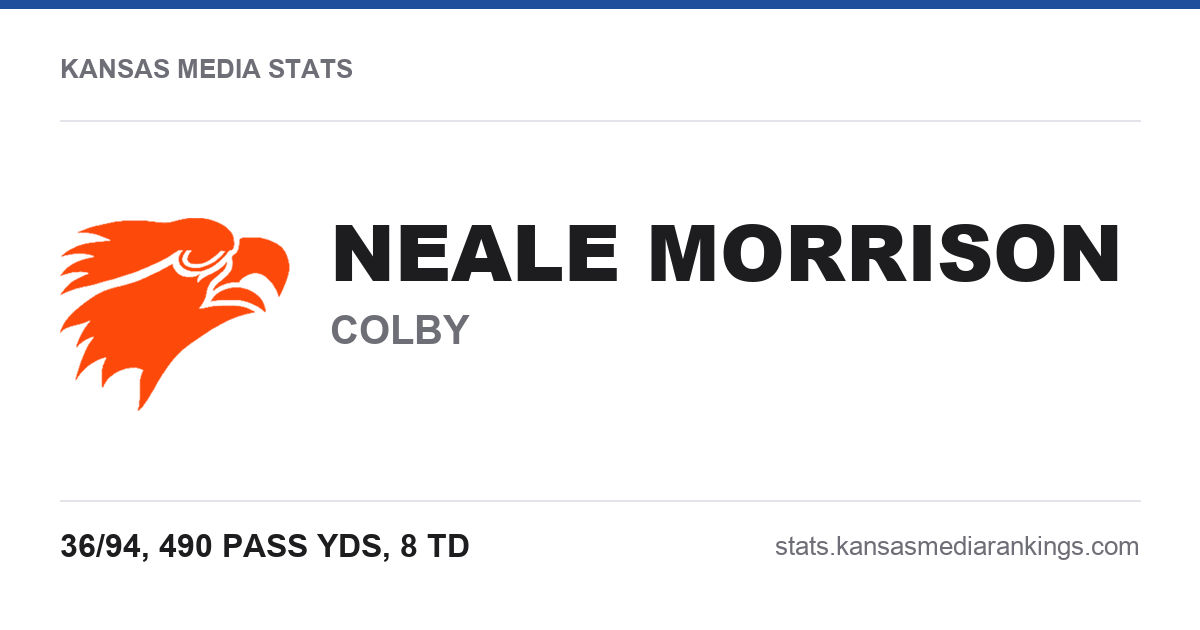 KANSAS MEDIA STATS
NEALE MORRISON
COLBY
36/94, 490 PASS YDS, 8 TD
stats.kansasmediarankings.com